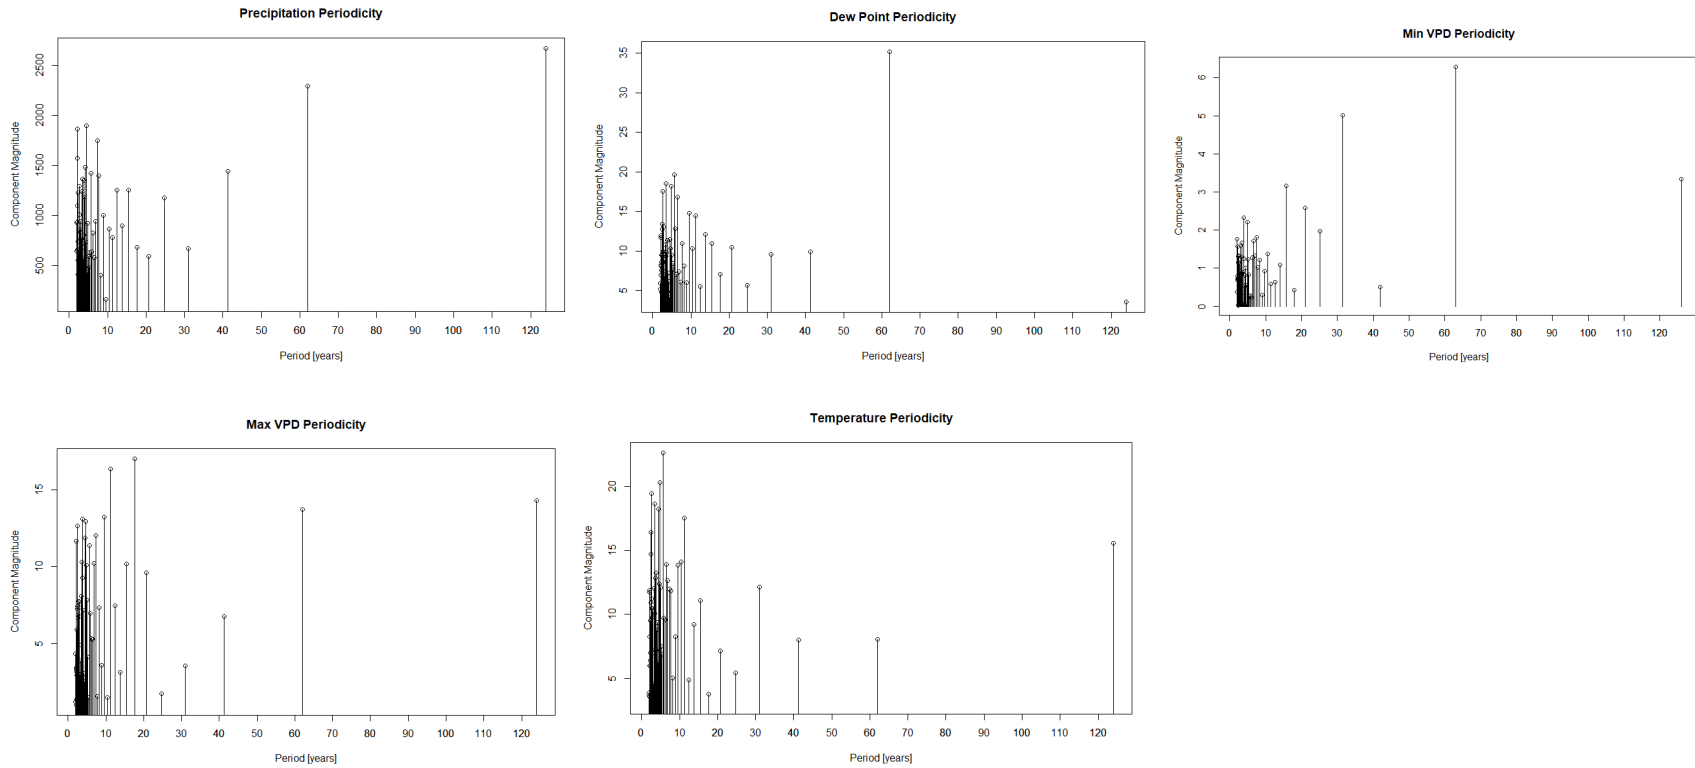 Precipitation Periodicity
Component Magnitude
2500
2000
1500
1000
500
0 10 20 30 40 50 60 70 80 90 100 110 120
Period [years]
Dew Point Periodicity
Component Magnitude
35
30
25
20
15
10
5
0 10 20 30 40 50 60 70 80 90 100 110 120
Period [years]
Min VPD Periodicity
Component Magnitude
6
5
4
3
2
1
0
0 10 20 30 40 50 60 70 80 90 100 110 120
Period [years]
Max VPD Periodicity
Component Magnitude
15
10
5
0 10 20 30 40 50 60 70 80 90 100 110 120
Period [years]
Temperature Periodicity
Component Magnitude
20
15
10
5
0 10 20 30 40 50 60 70 80 90 100 110 120
Period [years]